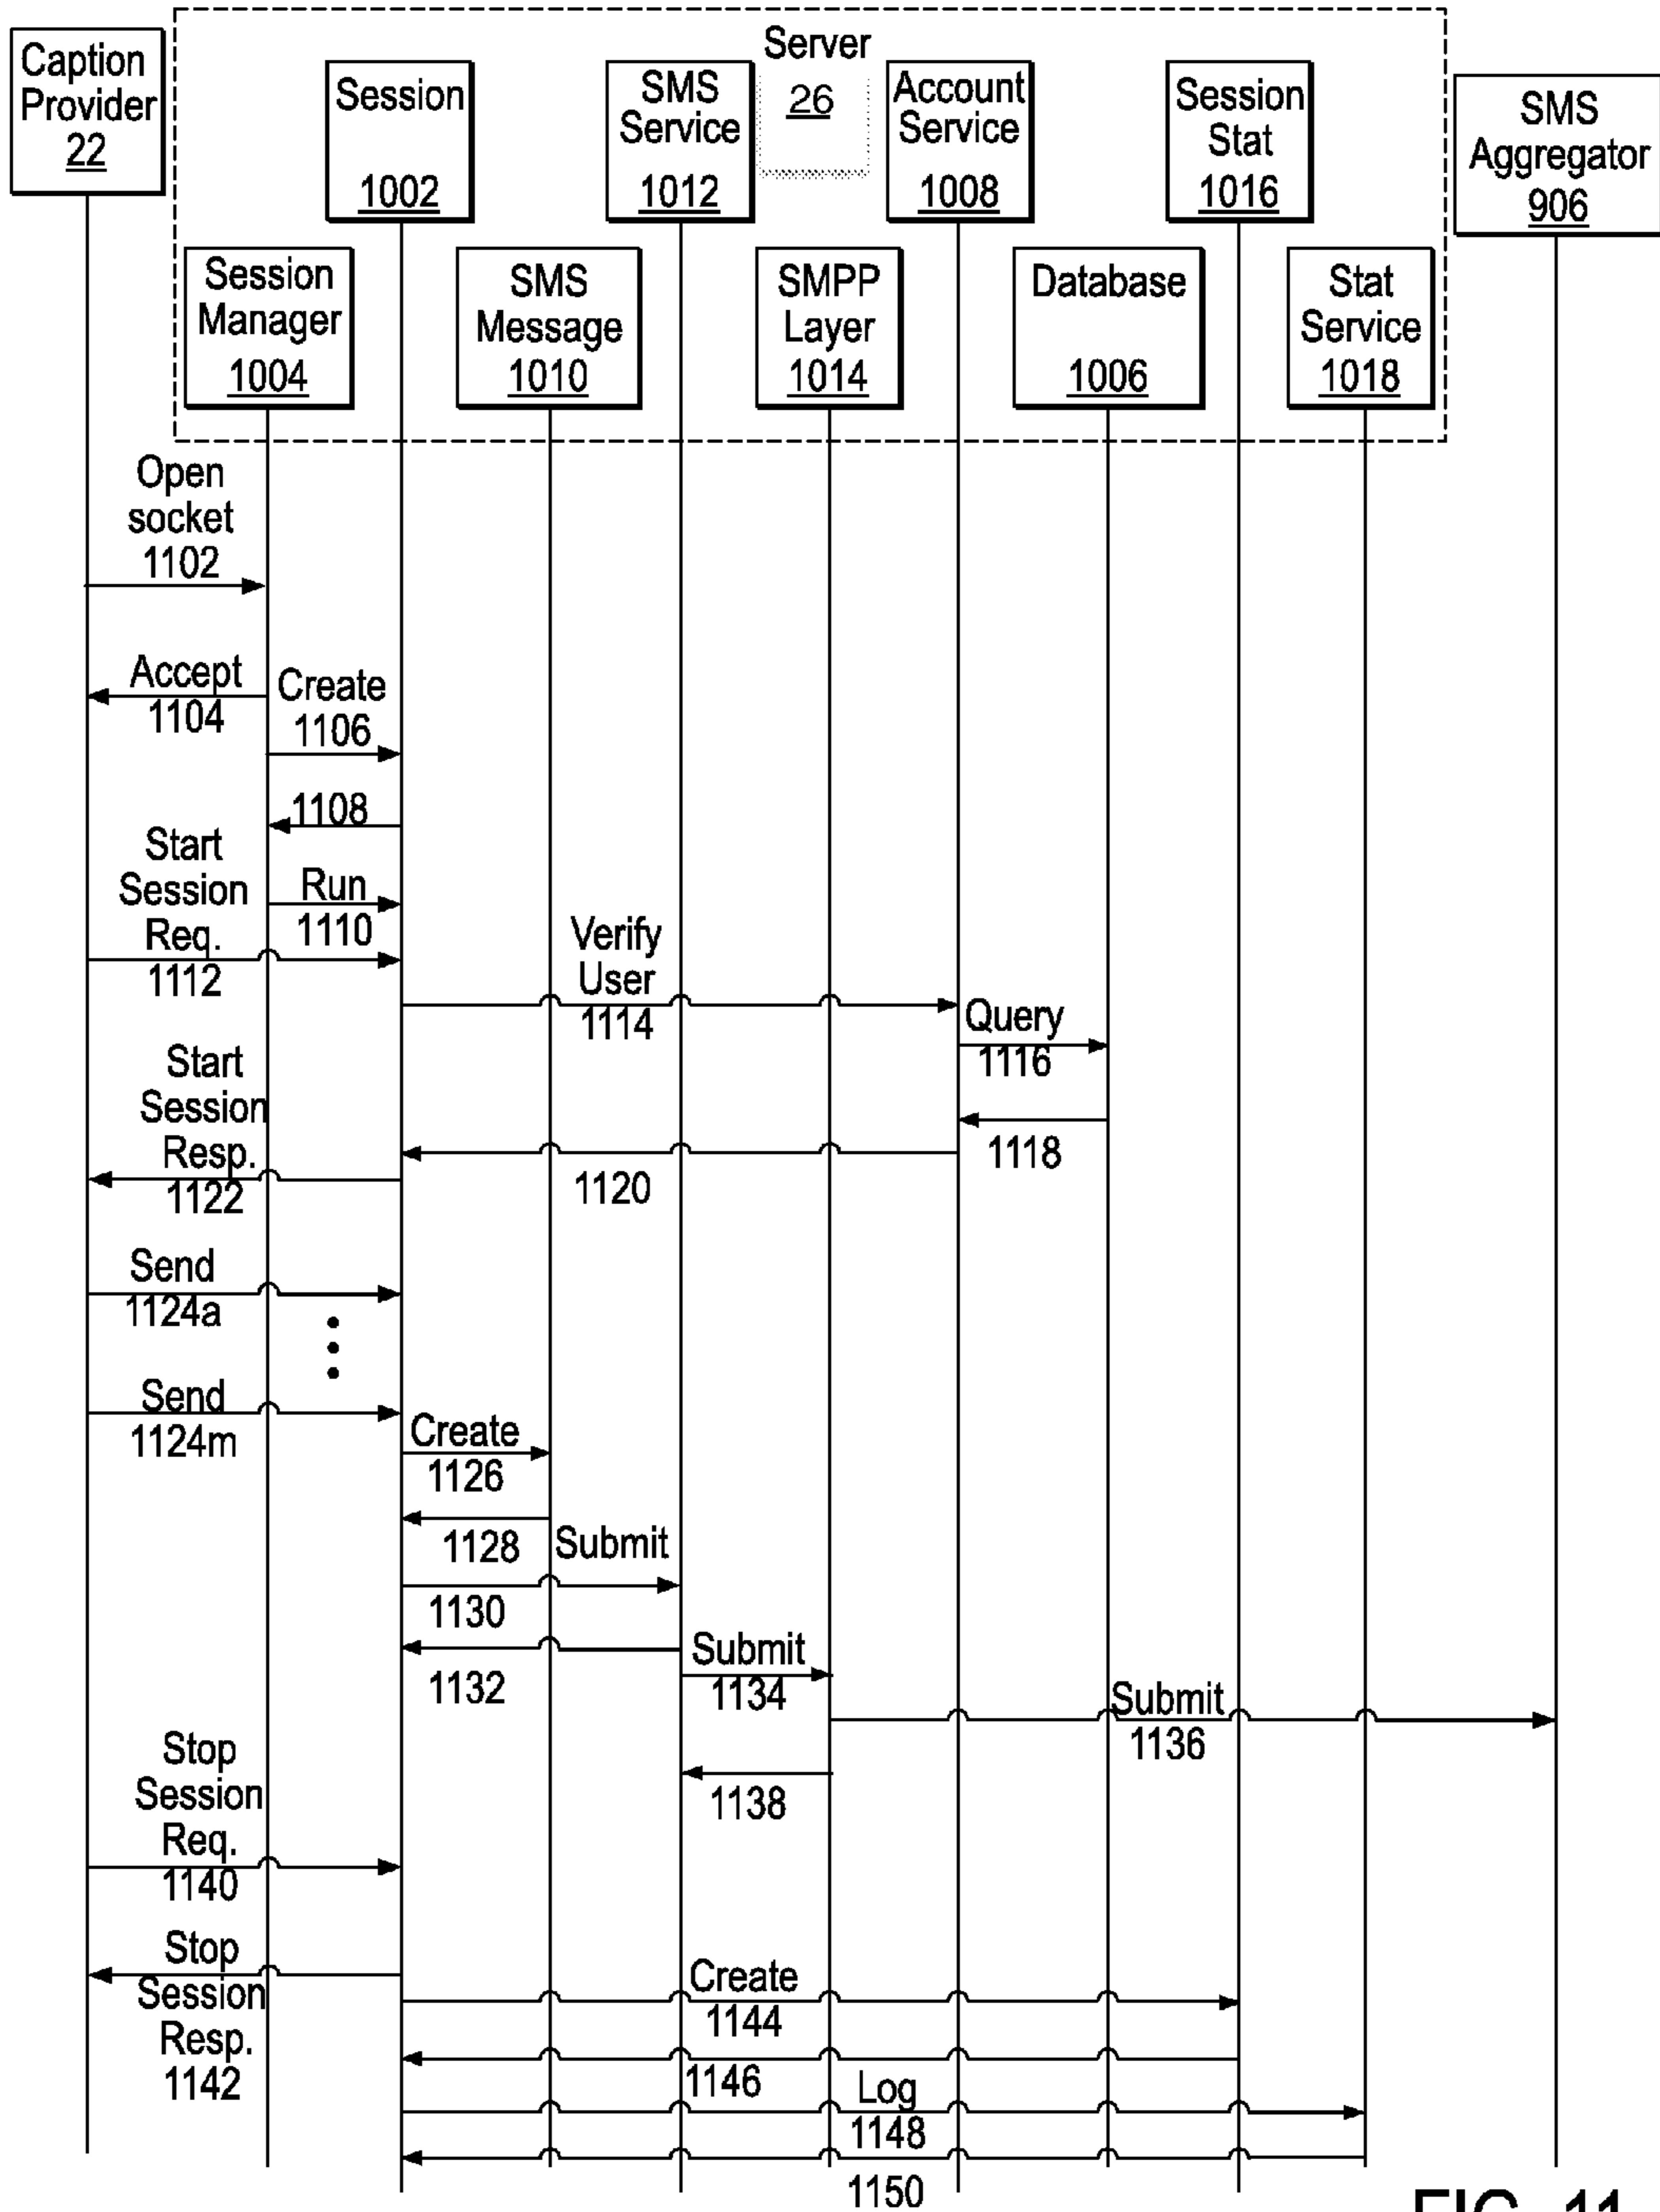 Caption
Provider
22
Server
26
Session
1002
SMS
Service
1012
Account
Service
1008
Session
Stat
1016
SMS
Aggregator
906
Session
Manager
1004
SMS
Message
1010
SMPP
Layer
1014
Database
1006
Stat
Service
1018
Open
socket
1102
Accept
1104
Create
1106
1108
Run
1110
Start
Session
Req.
1112
Verify
User
1114
Query
1116
1118
1120
Start
Session
Resp.
1122
Send
1124a
Send
1124m
Create
1126
1128
Submit
1130
1132
Submit
1134
Submit
1136
1138
Stop
Session
Req.
1140
Stop
Session
Resp.
1142
Create
1144
1146
Log
1148
1150